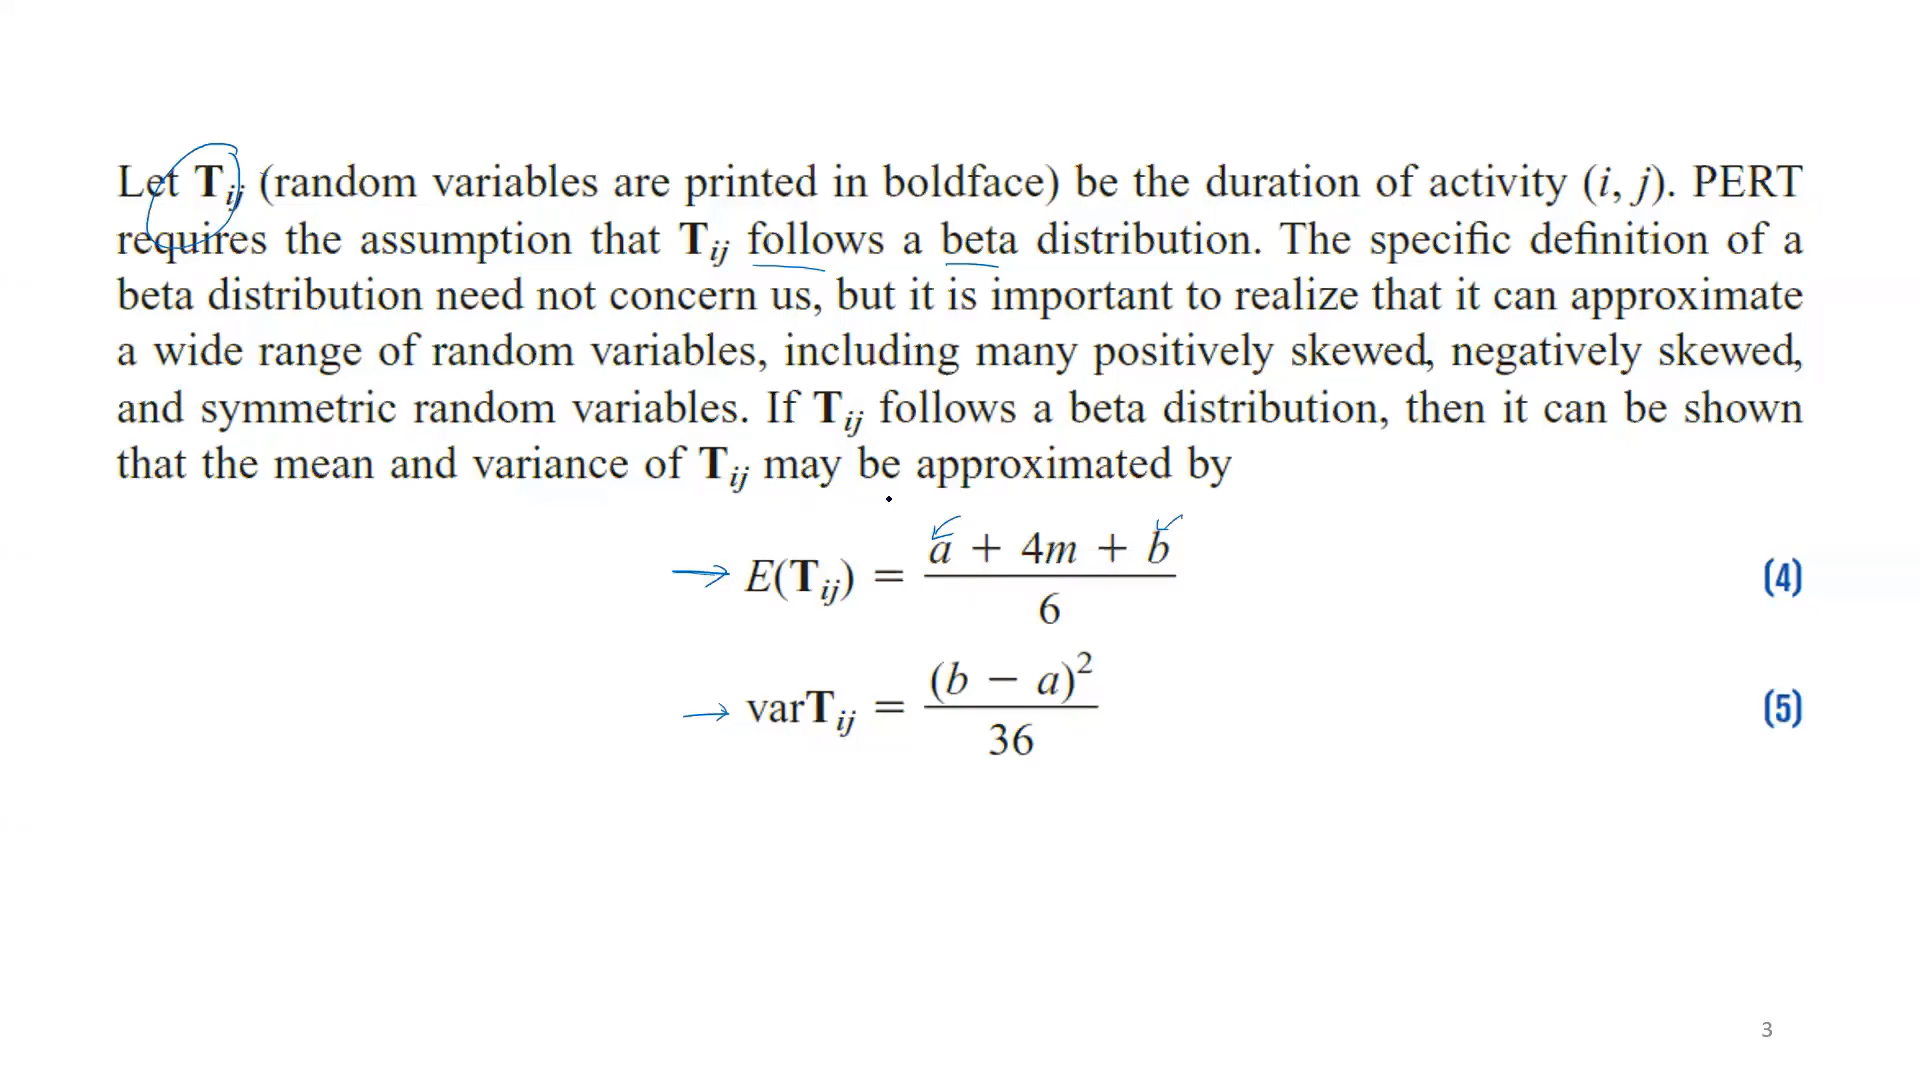 Let T_ij (random variables are printed in boldface) be the duration of activity (i, j). PERT
requires the assumption that T_ij follows a beta distribution. The specific definition of a
beta distribution need not concern us, but it is important to realize that it can approximate
a wide range of random variables, including many positively skewed, negatively skewed,
and symmetric random variables. If T_ij follows a beta distribution, then it can be shown
that the mean and variance of T_ij may be approximated by
E(T_ij) = (a + 4m + b) / 6 (4)
varT_ij = (b − a)² / 36 (5)
3